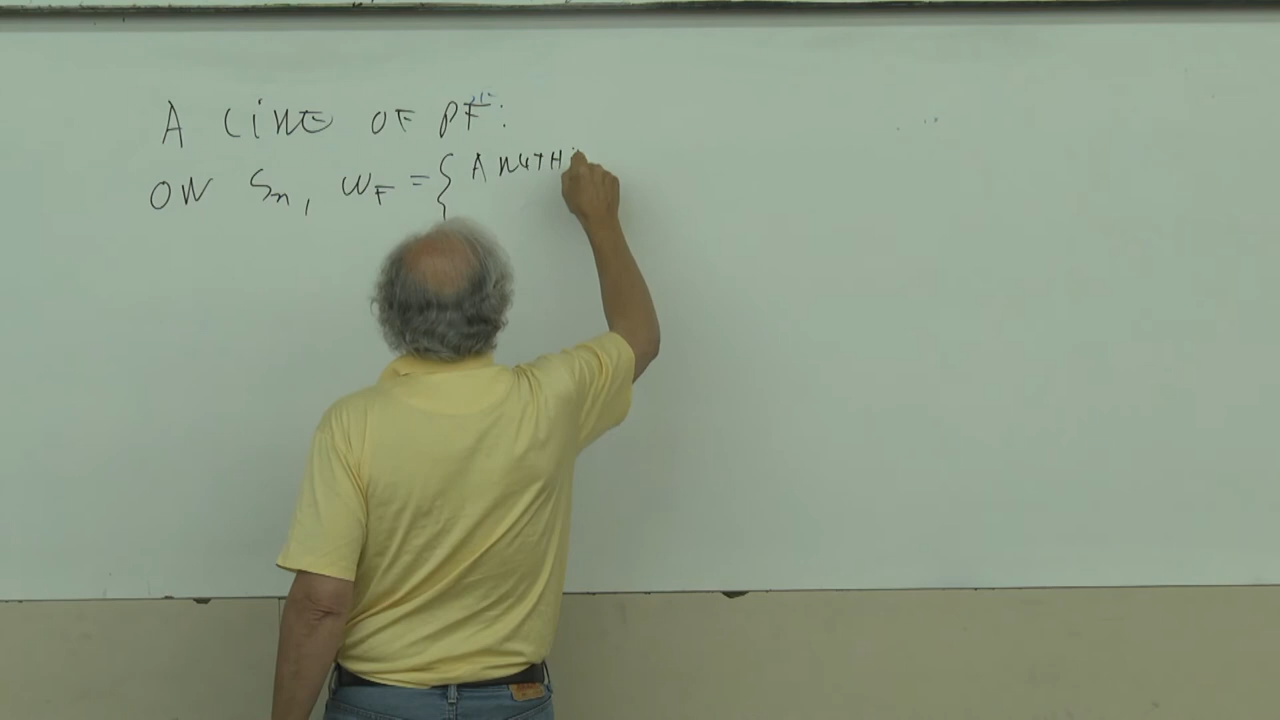 A LINE OF PF:
ON Sn, WF = { ANYTH